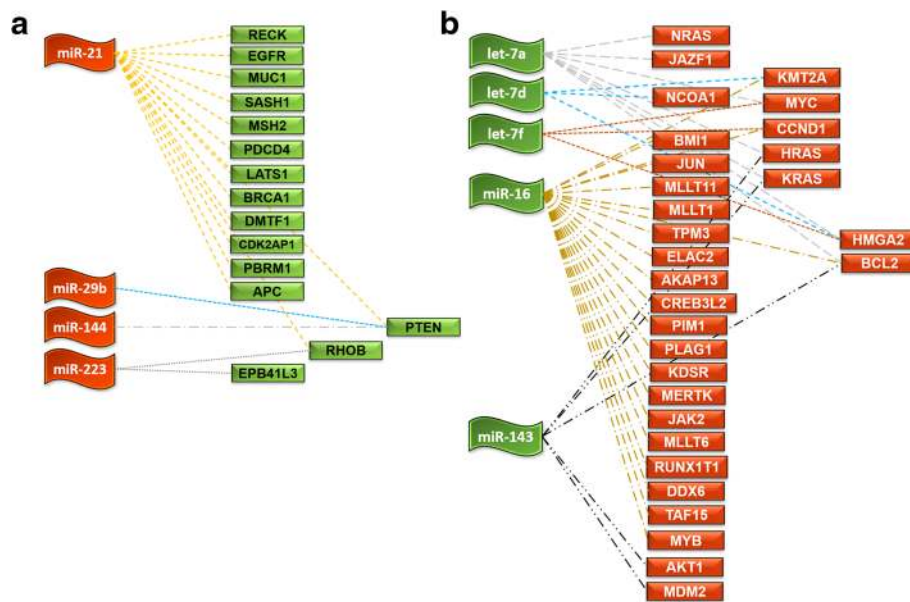 a
miR-21
RECK
EGFR
MUC1
SASH1
MSH2
PDCD4
LATS1
BRCA1
DMTF1
CDK2AP1
PBRM1
APC
miR-29b
miR-144
PTEN
RHOB
miR-223
EPB41L3
b
let-7a
let-7d
let-7f
miR-16
miR-143
NRAS
JAZF1
NCOA1
BMI1
JUN
MLLT11
MLLT1
TPM3
ELAC2
AKAP13
CREB3L2
PIM1
PLAG1
KDSR
MERTK
JAK2
MLLT6
RUNX1T1
DDX6
TAF15
MYB
AKT1
MDM2
KMT2A
MYC
CCND1
HRAS
KRAS
HMGA2
BCL2